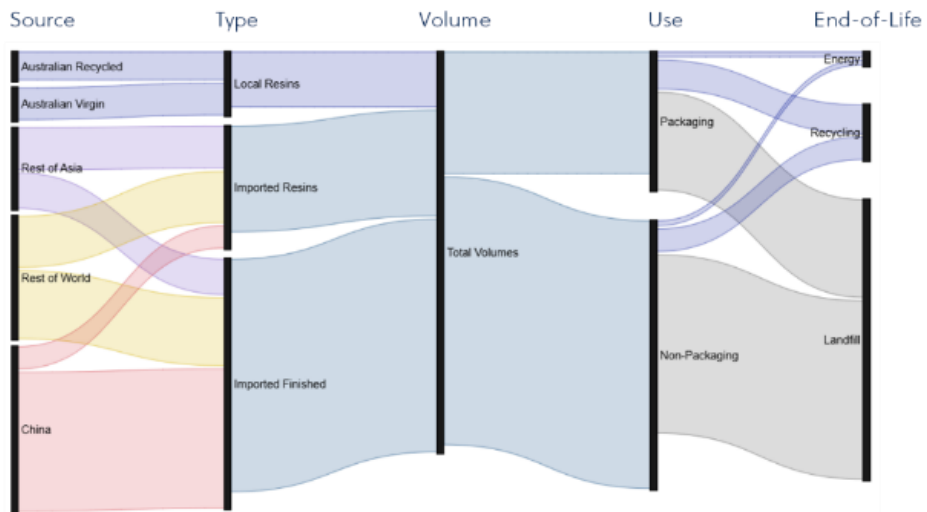 Source
Type
Volume
Use
End-of-Life
Australian Recycled
Australian Virgin
Rest of Asia
Rest of World
China
Local Resins
Imported Resins
Imported Finished
Total Volumes
Packaging
Non-Packaging
Energy
Recycling
Landfill